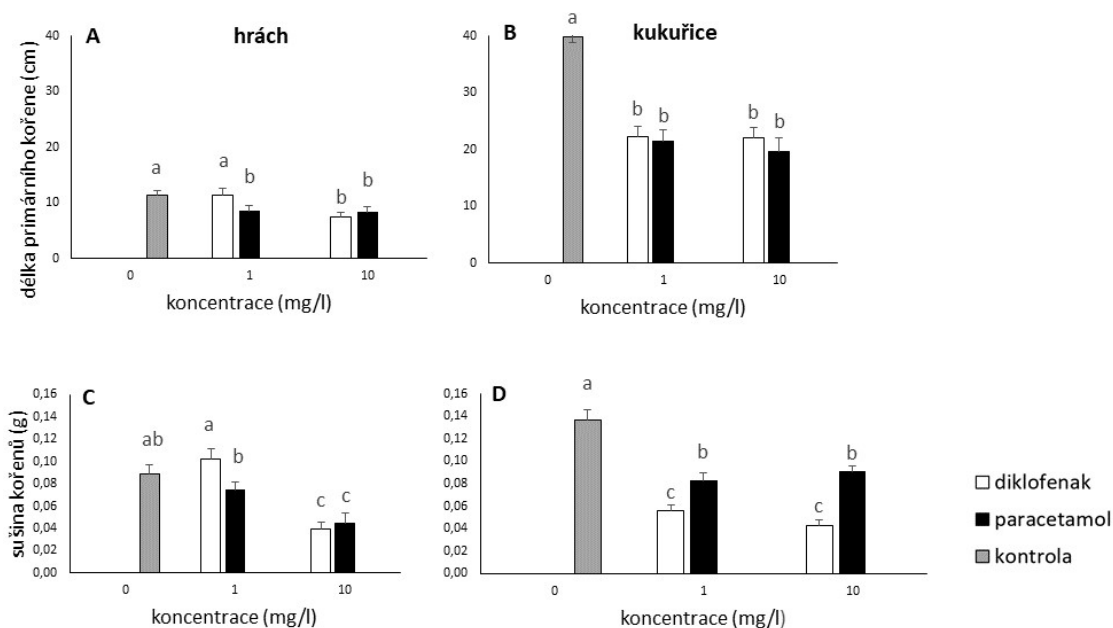 A hrách
délka primárního kořene (cm)
40
30
20
10
0
a
a
b
b
b
0 1 10
koncentrace (mg/l)
B kukuřice
40
30
20
10
0
a
b
b
b
b
0 1 10
koncentrace (mg/l)
C
sušina kořenů (g)
0,16
0,14
0,12
0,10
0,08
0,06
0,04
0,02
0,00
ab
a
b
c
c
0 1 10
koncentrace (mg/l)
D
0,16
0,14
0,12
0,10
0,08
0,06
0,04
0,02
0,00
a
c
b
c
b
0 1 10
koncentrace (mg/l)
diklofenak
paracetamol
kontrola